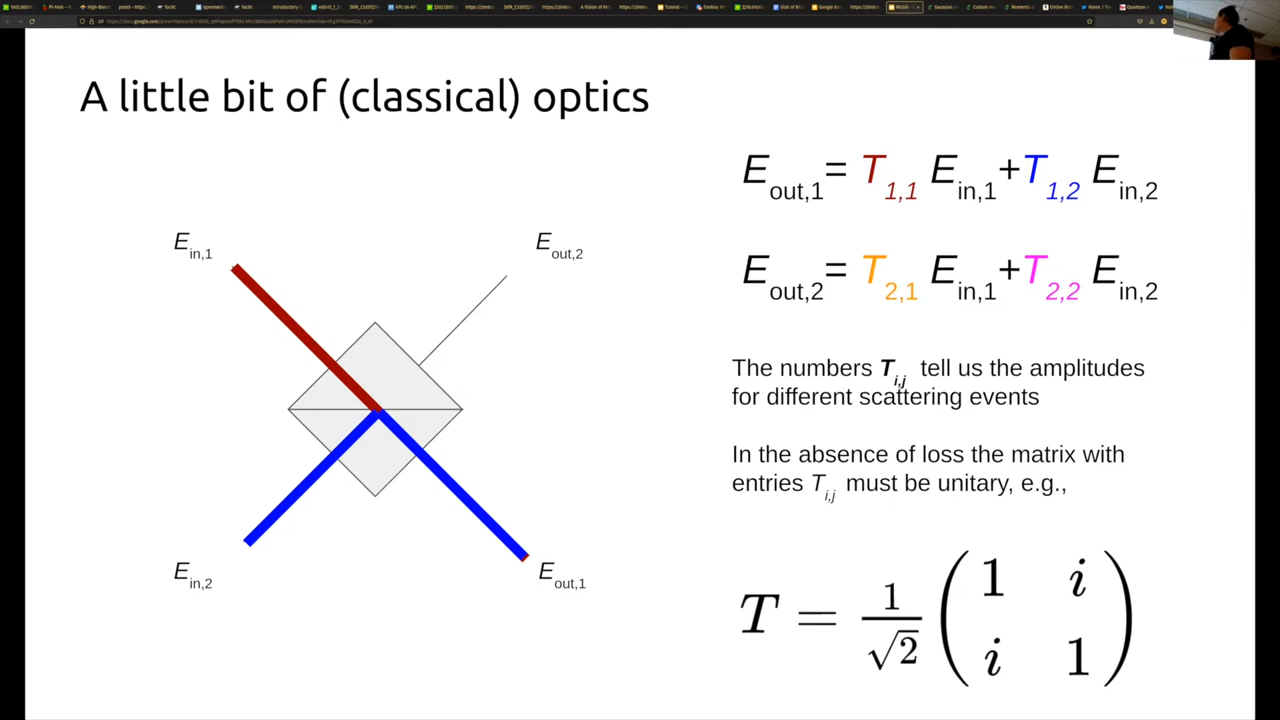 A little bit of (classical) optics
E_out,1 = T_1,1 E_in,1 + T_1,2 E_in,2
E_out,2 = T_2,1 E_in,1 + T_2,2 E_in,2
E_in,1
E_out,2
E_in,2
E_out,1
The numbers T_i,j tell us the amplitudes
for different scattering events
In the absence of loss the matrix with
entries T_i,j must be unitary, e.g.,
T = 1/√2 (1 i
i 1)